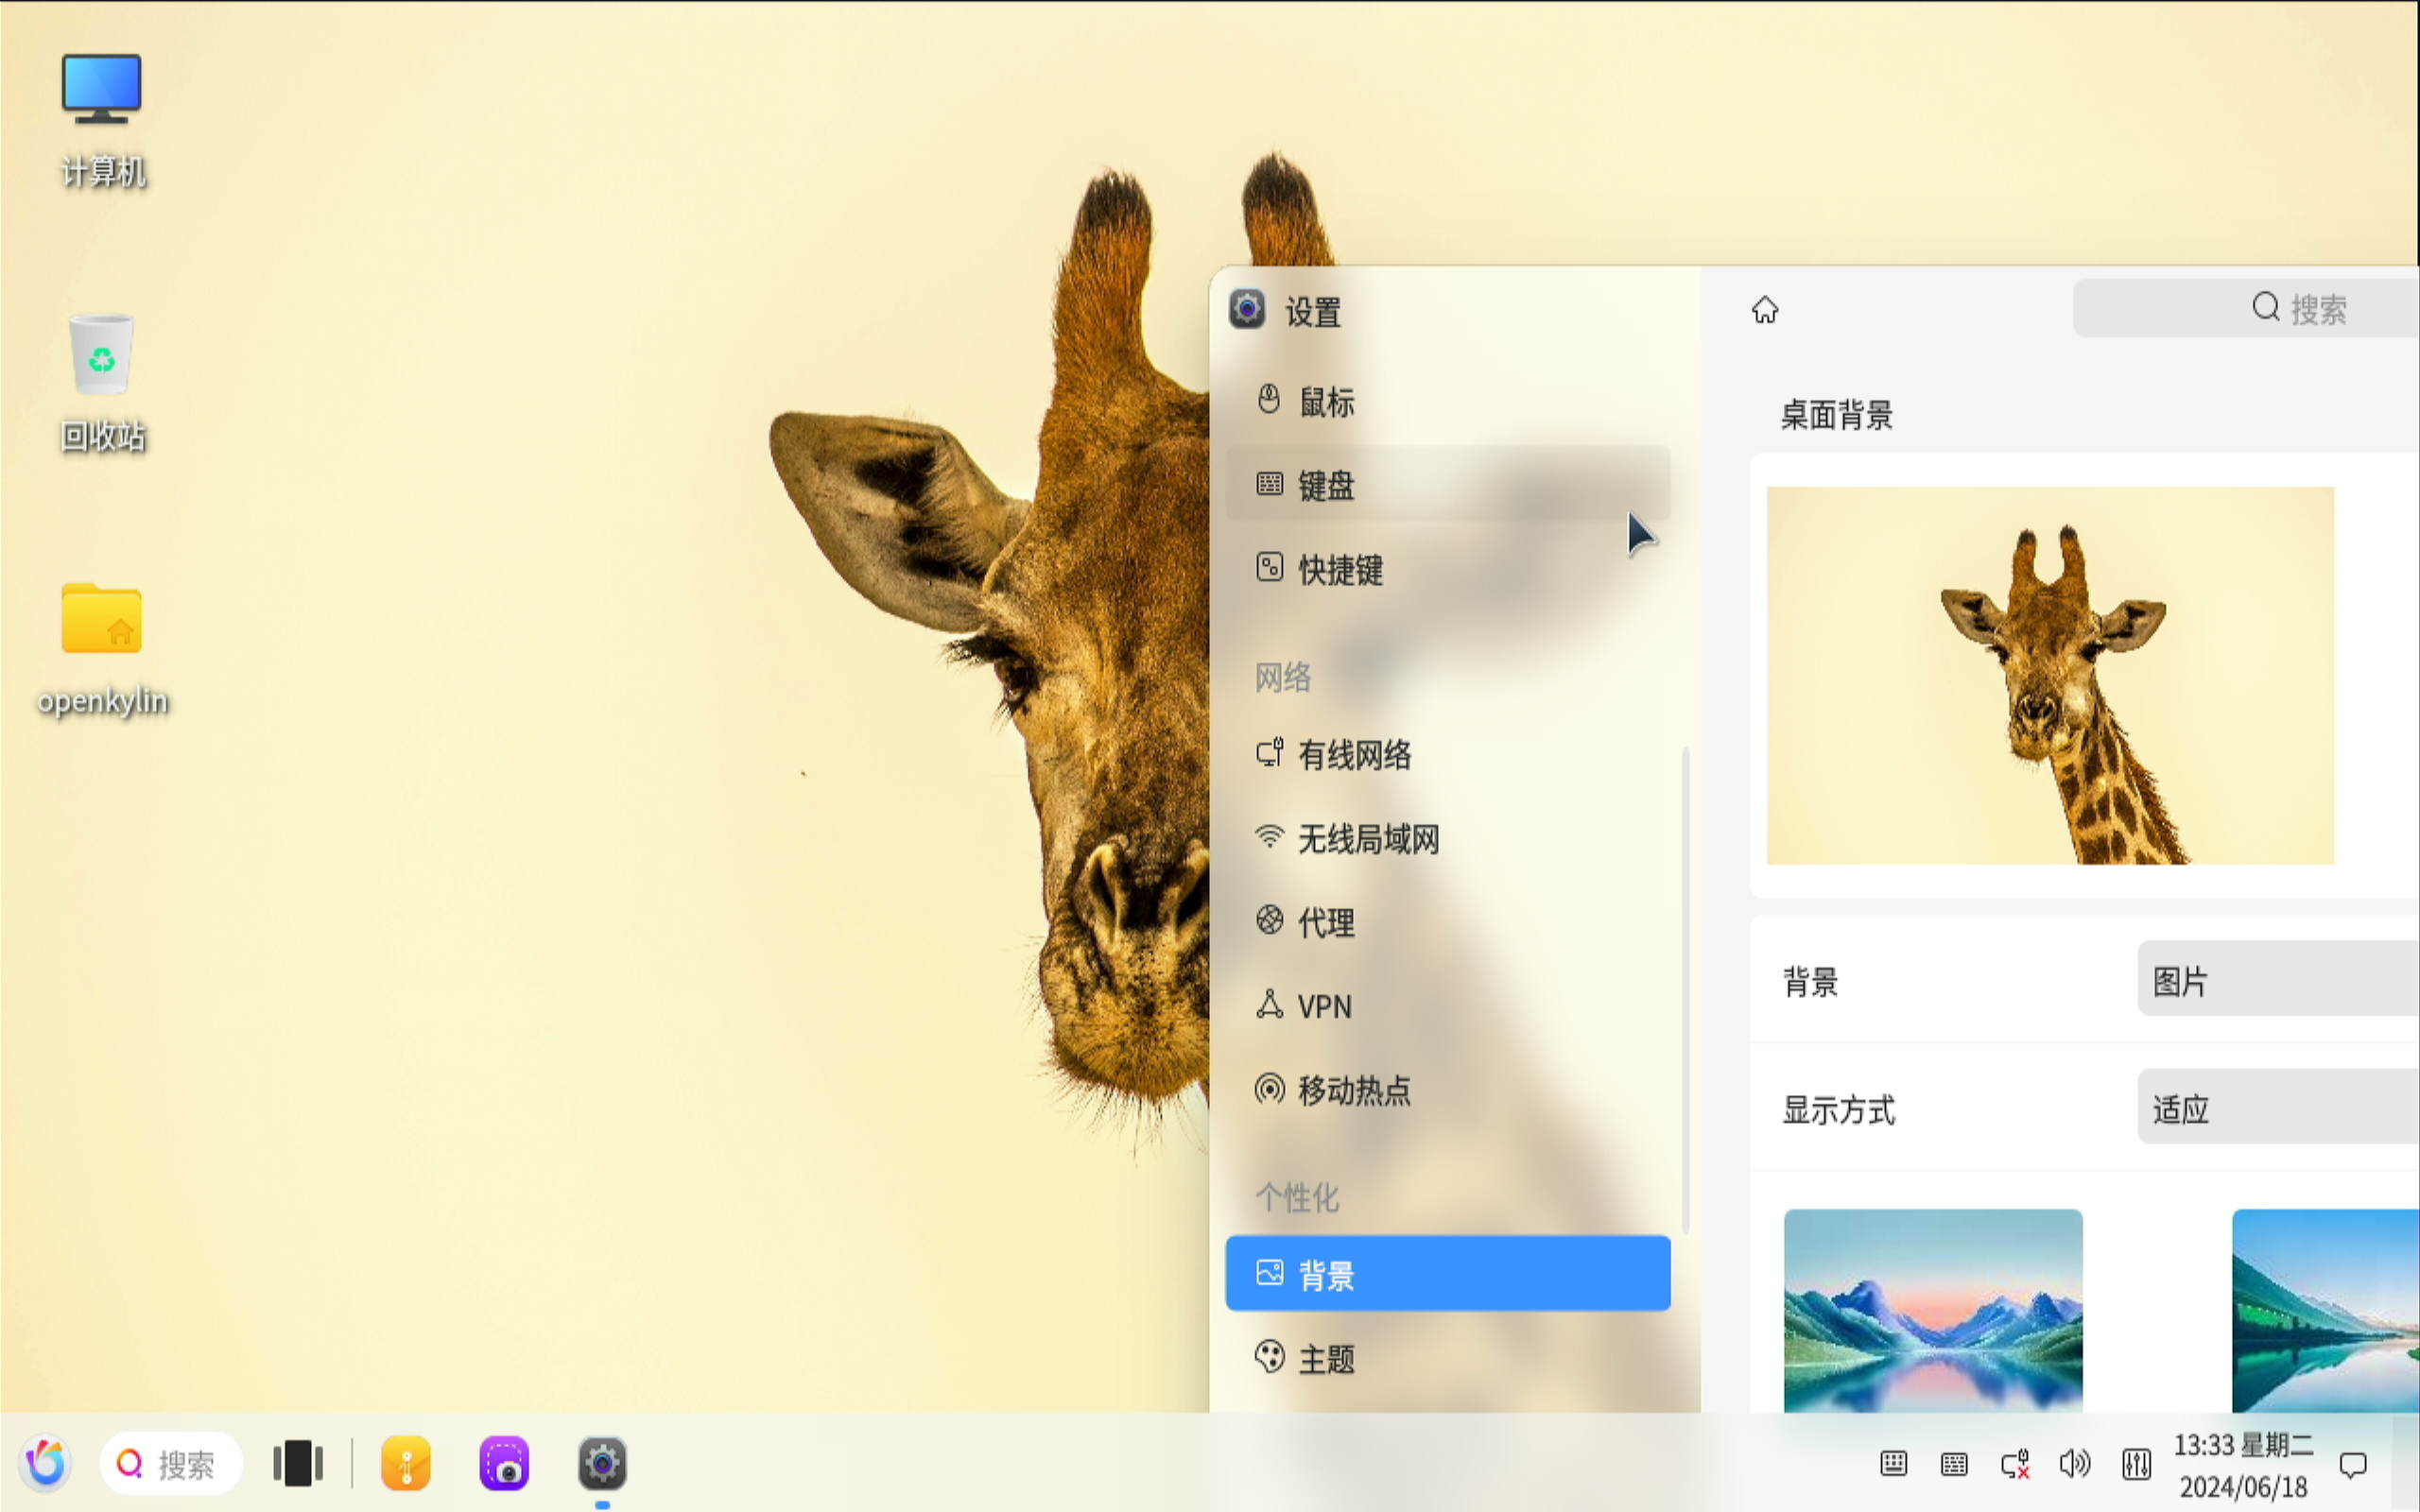 计算机
回收站
openkylin
设置
鼠标
键盘
快捷键
网络
有线网络
无线局域网
代理
VPN
移动热点
个性化
背景
主题
搜索
桌面背景
背景
图片
显示方式
适应
搜索
13:33 星期二
2024/06/18